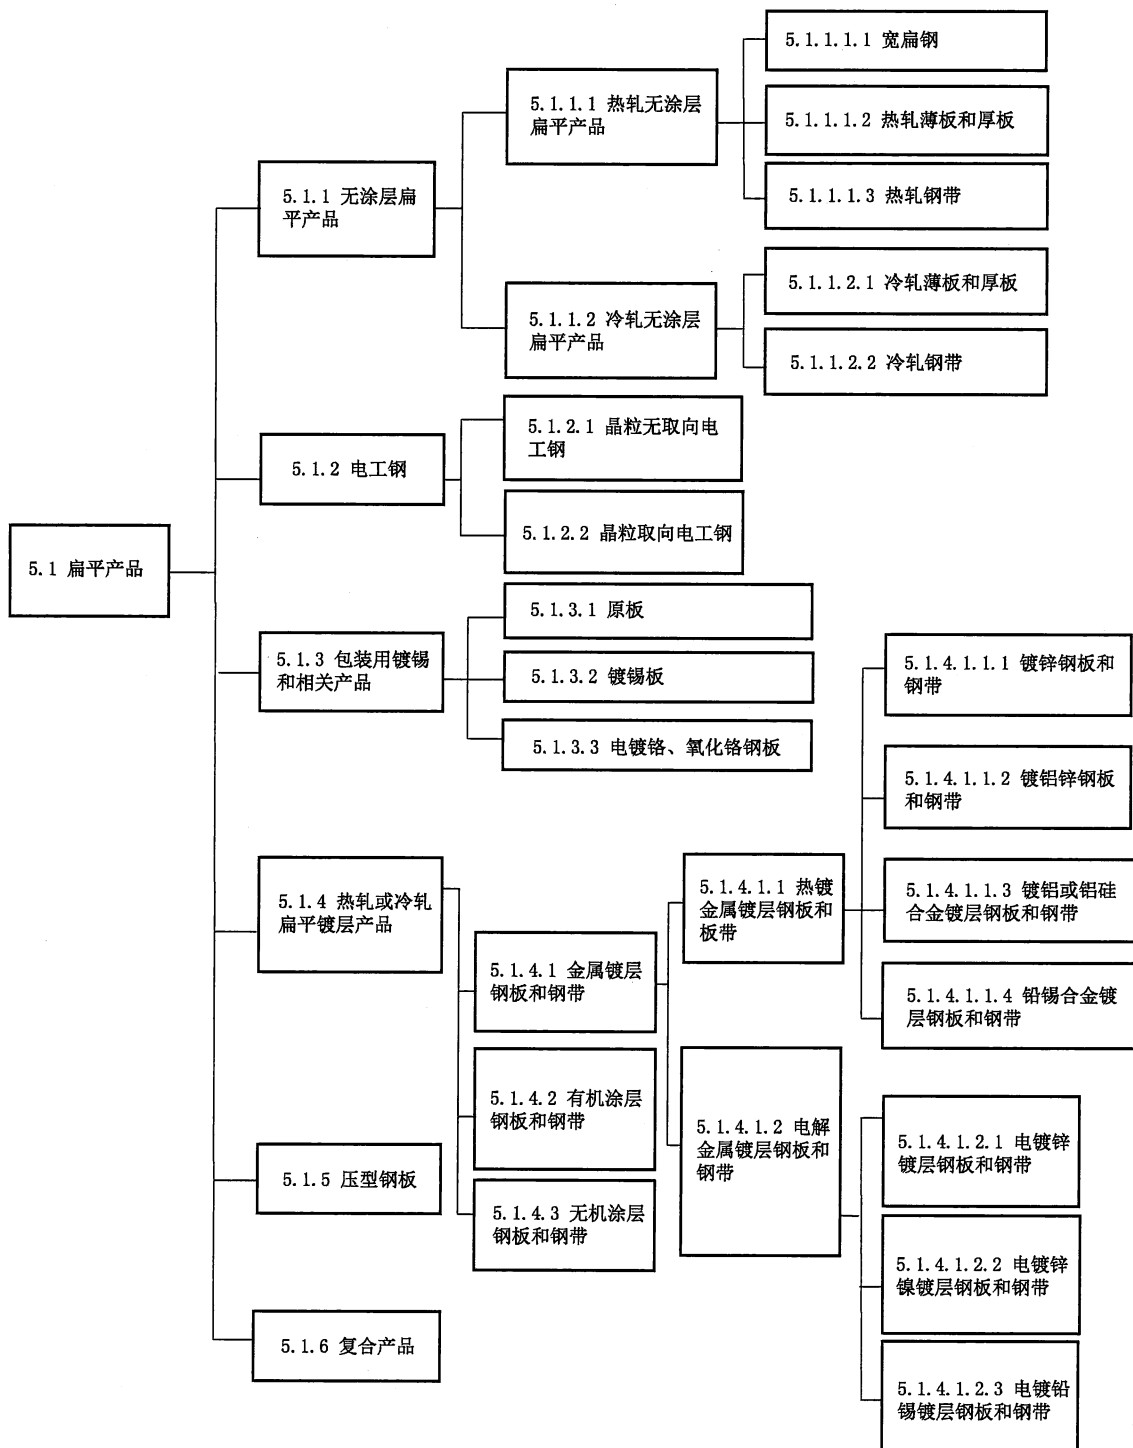 5.1 扁平产品
5.1.1 无涂层扁
平产品
5.1.1.1 热轧无涂层
扁平产品
5.1.1.1.1 宽扁钢
5.1.1.1.2 热轧薄板和厚板
5.1.1.1.3 热轧钢带
5.1.1.2 冷轧无涂层
扁平产品
5.1.1.2.1 冷轧薄板和厚板
5.1.1.2.2 冷轧钢带
5.1.2 电工钢
5.1.2.1 晶粒无取向电
工钢
5.1.2.2 晶粒取向电工钢
5.1.3 包装用镀锡
和相关产品
5.1.3.1 原板
5.1.3.2 镀锡板
5.1.3.3 电镀铬、氧化铬钢板
5.1.4 热轧或冷轧
扁平镀层产品
5.1.4.1 金属镀层
钢板和钢带
5.1.4.1.1 热镀
金属镀层钢板和
板带
5.1.4.1.1.1 镀锌钢板和
钢带
5.1.4.1.1.2 镀铝锌钢板
和钢带
5.1.4.1.1.3 镀铝或铝硅
合金镀层钢板和钢带
5.1.4.1.1.4 铅锡合金镀
层钢板和钢带
5.1.4.1.2 电解
金属镀层钢板和
钢带
5.1.4.1.2.1 电镀锌
镀层钢板和钢带
5.1.4.1.2.2 电镀锌
镍镀层钢板和钢带
5.1.4.1.2.3 电镀铅
锡镀层钢板和钢带
5.1.4.2 有机涂层
钢板和钢带
5.1.4.3 无机涂层
钢板和钢带
5.1.5 压型钢板
5.1.6 复合产品